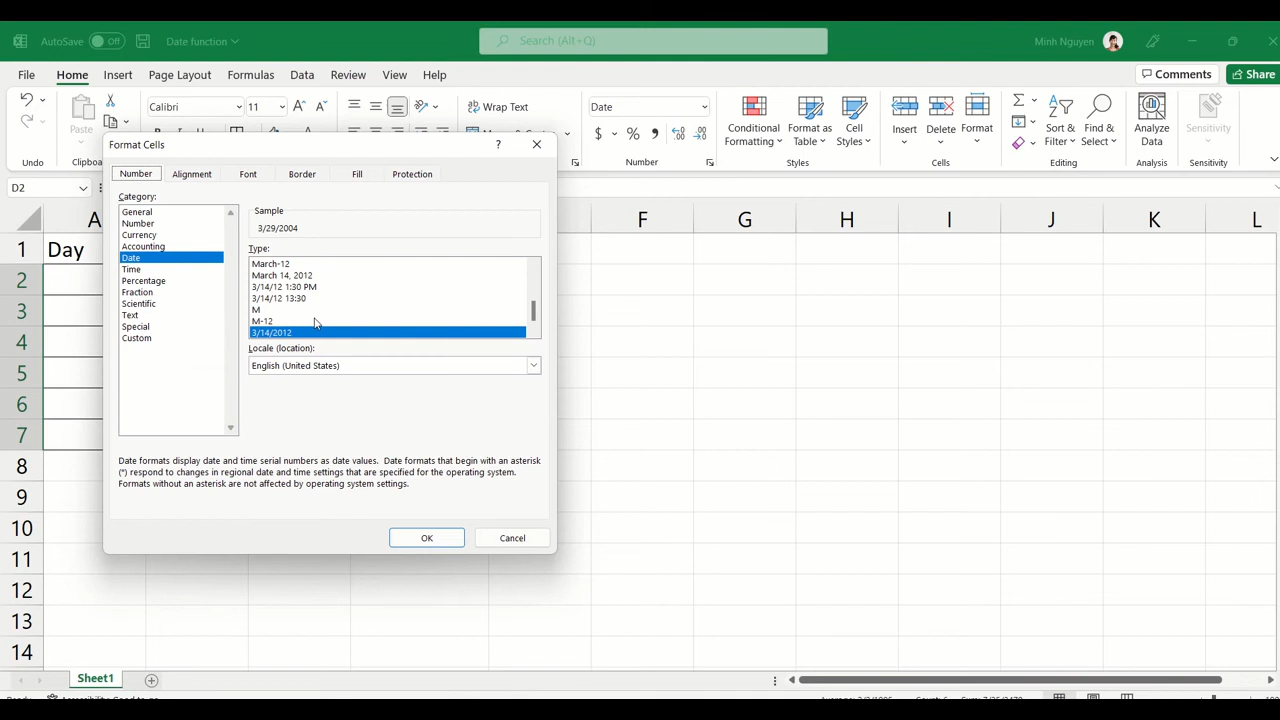 AutoSave Off Date function Search (Alt+Q) Minh Nguyen
File Home Insert Page Layout Formulas Data Review View Help Comments Share
Calibri 11 Wrap Text Date
Paste $ % Conditional Formatting Format as Table Cell Styles Insert Delete Format Sort & Filter Find & Select Analyze Data Sensitivity
Undo Number Styles Cells Editing Analysis Sensitivity
D2
Format Cells ?
Number Alignment Font Border Fill Protection
Category:
General
Number
Currency
Accounting
Date
Time
Percentage
Fraction
Scientific
Text
Special
Custom
Sample
3/29/2004
Type:
March-12
March 14, 2012
3/14/12 1:30 PM
3/14/12 13:30
M
M-12
3/14/2012
Locale (location):
English (United States)
Date formats display date and time serial numbers as date values. Date formats that begin with an asterisk
(*) respond to changes in regional date and time settings that are specified for the operating system.
Formats without an asterisk are not affected by operating system settings.
OK Cancel
A F G H I J K L
1 Day
2
3
4
5
6
7
8
9
10
11
12
13
14
Sheet1